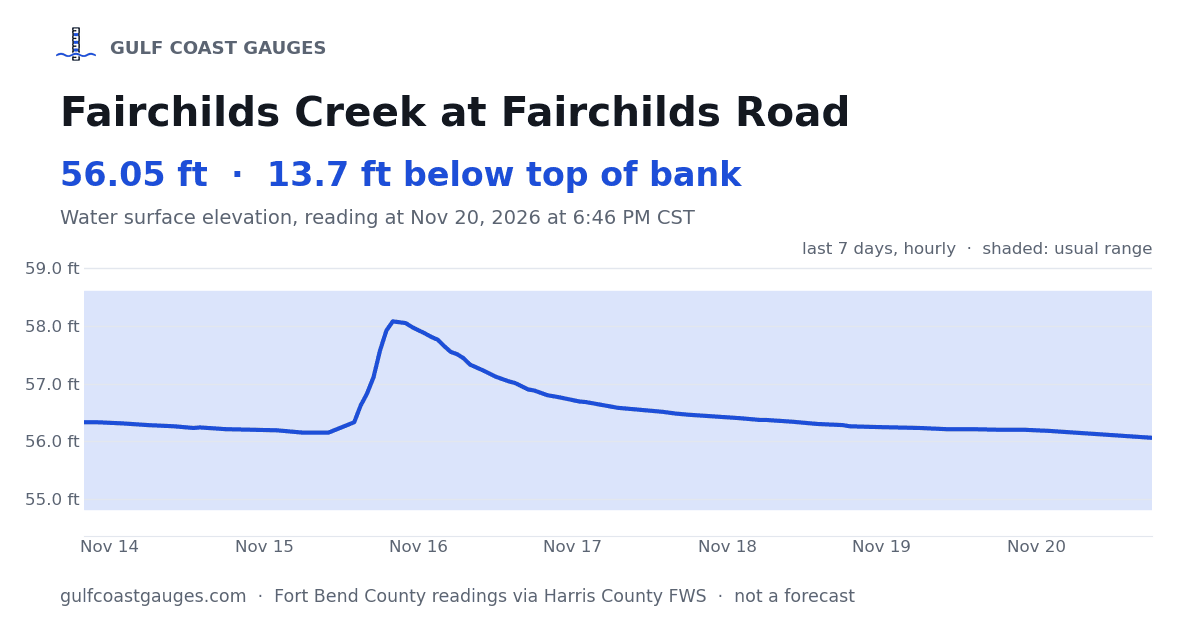 GULF COAST GAUGES
Fairchilds Creek at Fairchilds Road
56.05 ft · 13.7 ft below top of bank
Water surface elevation, reading at Nov 20, 2026 at 6:46 PM CST
last 7 days, hourly · shaded: usual range
59.0 ft
58.0 ft
57.0 ft
56.0 ft
55.0 ft
Nov 14 Nov 15 Nov 16 Nov 17 Nov 18 Nov 19 Nov 20
gulfcoastgauges.com · Fort Bend County readings via Harris County FWS · not a forecast